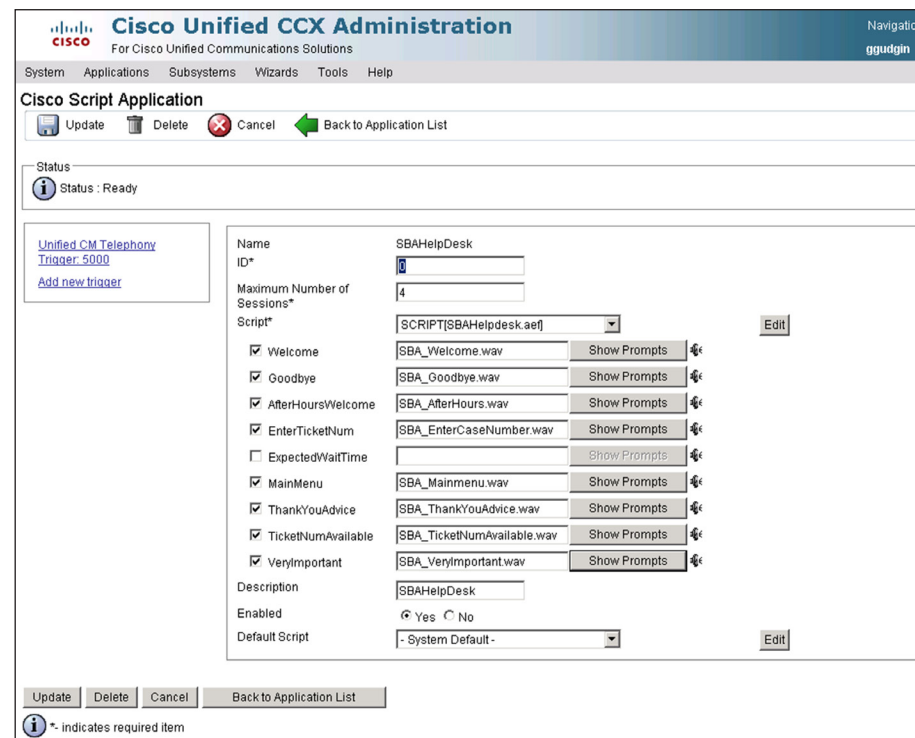 CISCO
Cisco Unified CCX Administration
For Cisco Unified Communications Solutions
Navigatio
ggudgin
System Applications Subsystems Wizards Tools Help
Cisco Script Application
Update Delete Cancel Back to Application List
Status
Status : Ready
Unified CM Telephony
Trigger: 5000
Add new trigger
Name SBAHelpDesk
ID* 0
Maximum Number of
Sessions* 4
Script* SCRIPT[SBAHelpdesk.aef] Edit
Welcome SBA_Welcome.wav Show Prompts
Goodbye SBA_Goodbye.wav Show Prompts
AfterHoursWelcome SBA_AfterHours.wav Show Prompts
EnterTicketNum SBA_EnterCaseNumber.wav Show Prompts
ExpectedWaitTime Show Prompts
MainMenu SBA_Mainmenu.wav Show Prompts
ThankYouAdvice SBA_ThankYouAdvice.wav Show Prompts
TicketNumAvailable SBA_TicketNumAvailable.wav Show Prompts
VeryImportant SBA_VeryImportant.wav Show Prompts
Description SBAHelpDesk
Enabled Yes No
Default Script - System Default - Edit
Update Delete Cancel Back to Application List
*- indicates required item